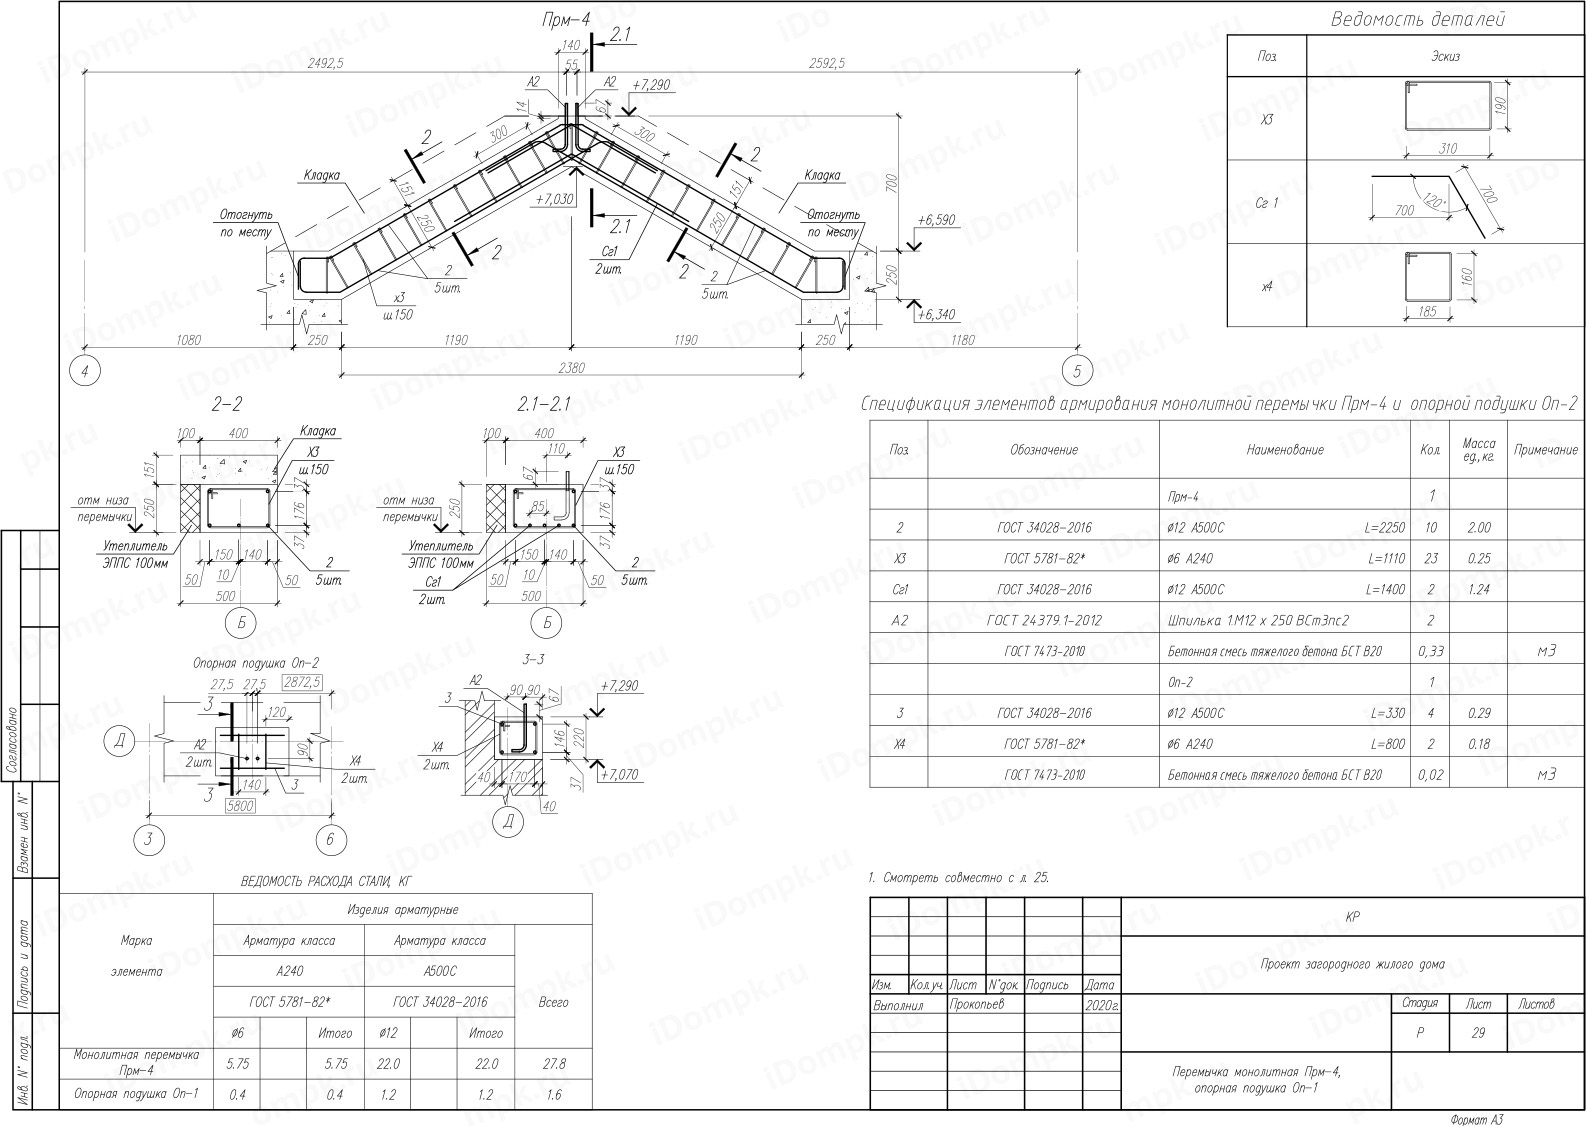 Прм-4
2.1
140
2492,5
55
2592,5
А2
А2
+7,290
14
67
300
300
2
2
Кладка
Кладка
151
151
700
+7,030
Отогнуть
по месту
Отогнуть
по месту
250
250
2.1
+6,590
2
Сг1
2шт.
2
2
5шт.
2
5шт.
250
х3
ш.150
+6,340
1080
250
1190
1190
250
1180
2380
4
5
Ведомость деталей
Поз.
Эскиз
Х3
190
310
Сг 1
700
120°
700
х4
160
185
2-2
100
400
Кладка
Х3
ш.150
151
250
37
176
37
отм низа
перемычки
Утеплитель
ЭППС 100мм
150
140
2
5шт.
50
10
50
500
Б
2.1-2.1
100
400
110
Х3
ш.150
67
250
85
37
176
37
отм низа
перемычки
Утеплитель
ЭППС 100мм
150
140
2
5шт.
Сг1
2шт.
50
10
50
500
Б
Опорная подушка Оп-2
27,5
27,5
2872,5
3
120
Д
А2
2шт.
90
Х4
2шт.
140
3
3
5800
3
6
3-3
А2
3
90
90
67
+7,290
146
220
Х4
2шт.
40
170
37
+7,070
40
Д
Спецификация элементов армирования монолитной перемычки Прм-4 и опорной подушки Оп-2
Поз. Обозначение Наименование Кол. Масса ед., кг. Примечание
Прм-4 1
2 ГОСТ 34028-2016 ø12 А500С L=2250 10 2.00
Х3 ГОСТ 5781-82* ø6 А240 L=1110 23 0.25
Сг1 ГОСТ 34028-2016 ø12 А500С L=1400 2 1.24
А2 ГОСТ 24379.1-2012 Шпилька 1.М12 х 250 ВСт3пс2 2
ГОСТ 7473-2010 Бетонная смесь тяжелого бетона БСТ В20 0,33 м3
Оп-2 1
3 ГОСТ 34028-2016 ø12 А500С L=330 4 0.29
Х4 ГОСТ 5781-82* ø6 А240 L=800 2 0.18
ГОСТ 7473-2010 Бетонная смесь тяжелого бетона БСТ В20 0,02 м3
ВЕДОМОСТЬ РАСХОДА СТАЛИ, КГ
Марка
элемента
Изделия арматурные
Арматура класса Арматура класса
А240 А500С
ГОСТ 5781-82* ГОСТ 34028-2016 Всего
ø6 Итого ø12 Итого
Монолитная перемычка
Прм-4 5.75 5.75 22.0 22.0 27.8
Опорная подушка Оп-1 0.4 0.4 1.2 1.2 1.6
1. Смотреть совместно с л. 25.
КР
Проект загородного жилого дома
Изм. Кол.уч. Лист N°док. Подпись Дата
Выполнил Прокопьев 2020г.
Стадия Лист Листов
Р 29
Перемычка монолитная Прм-4,
опорная подушка Оп-1
Формат А3
Согласовано
Взамен инв. N°
Подпись и дата
Инв. N° подл.
iDompk.ru